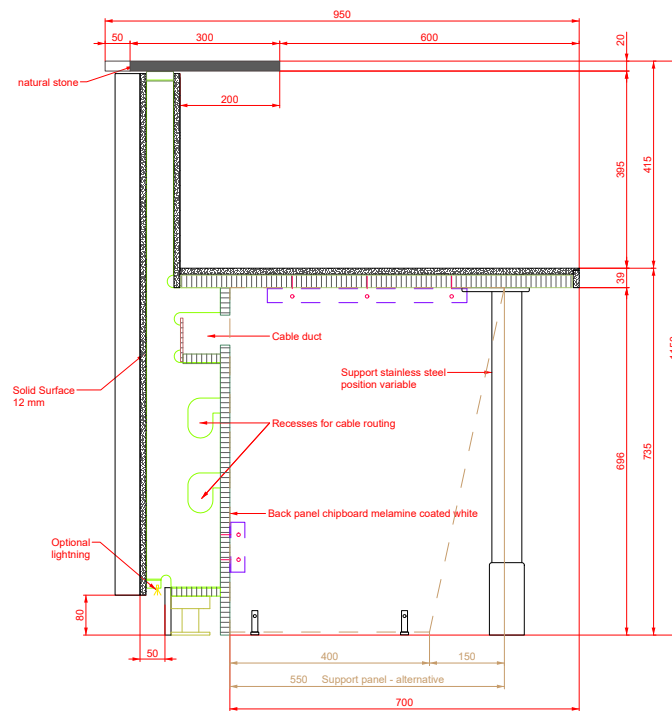 950
50
300
600
20
natural stone
200
395
415
39
Cable duct
Support stainless steel
position variable
Solid Surface
12 mm
Recesses for cable routing
696
735
Back panel chipboard melamine coated white
Optional
lightning
80
50
400
150
550 Support panel - alternative
700